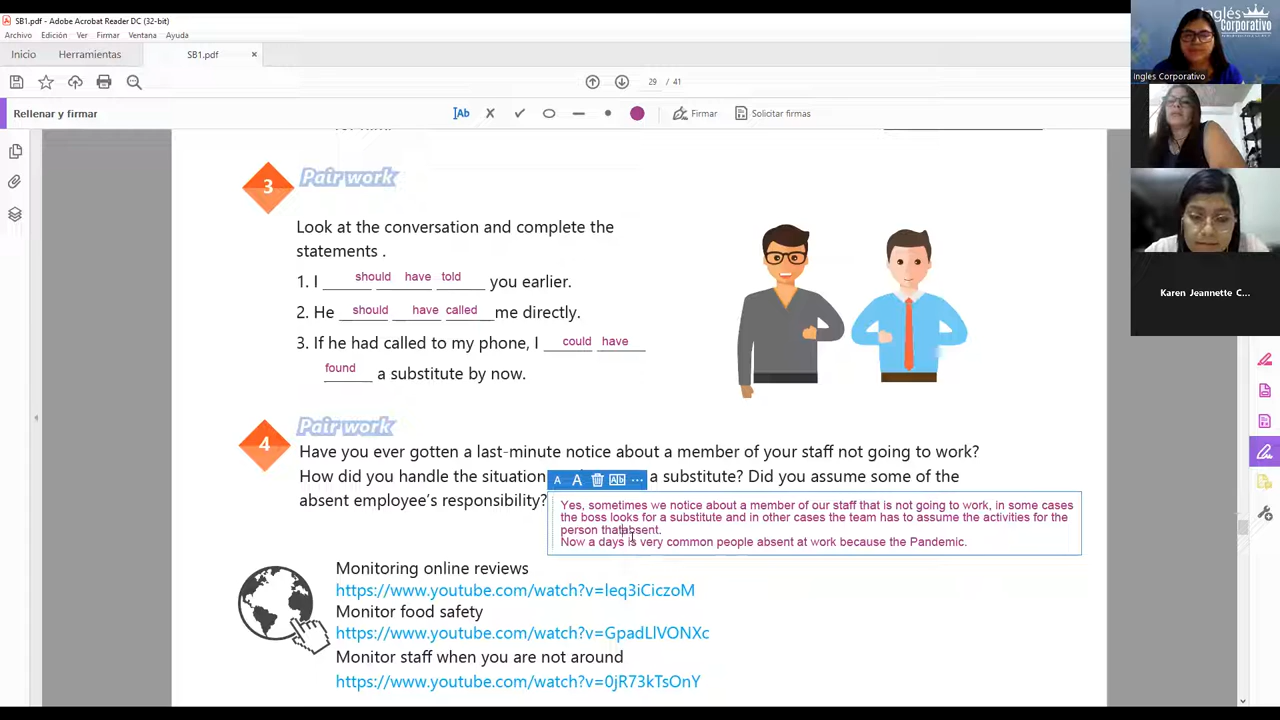 SB1.pdf - Adobe Acrobat Reader DC (32-bit)
Archivo Edición Ver Firmar Ventana Ayuda
Inicio Herramientas SB1.pdf ×
29 / 41
Rellenar y firmar
Ab
Firmar
Solicitar firmas
3 Pair work
Look at the conversation and complete the
statements .
1. I should have told you earlier.
2. He should have called me directly.
3. If he had called to my phone, I could have
found a substitute by now.
4 Pair work
Have you ever gotten a last-minute notice about a member of your staff not going to work?
How did you handle the situation a substitute? Did you assume some of the
absent employee's responsibility?
A A Ab ...
Yes, sometimes we notice about a member of our staff that is not going to work, in some cases
the boss looks for a substitute and in other cases the team has to assume the activities for the
person thatabsent.
Now a days is very common people absent at work because the Pandemic.
Monitoring online reviews
https://www.youtube.com/watch?v=leq3iCiczoM
Monitor food safety
https://www.youtube.com/watch?v=GpadLlVONXc
Monitor staff when you are not around
https://www.youtube.com/watch?v=0jR73kTsOnY
Inglés
Corporativo
Ingles Corporativo
Karen Jeannette C...